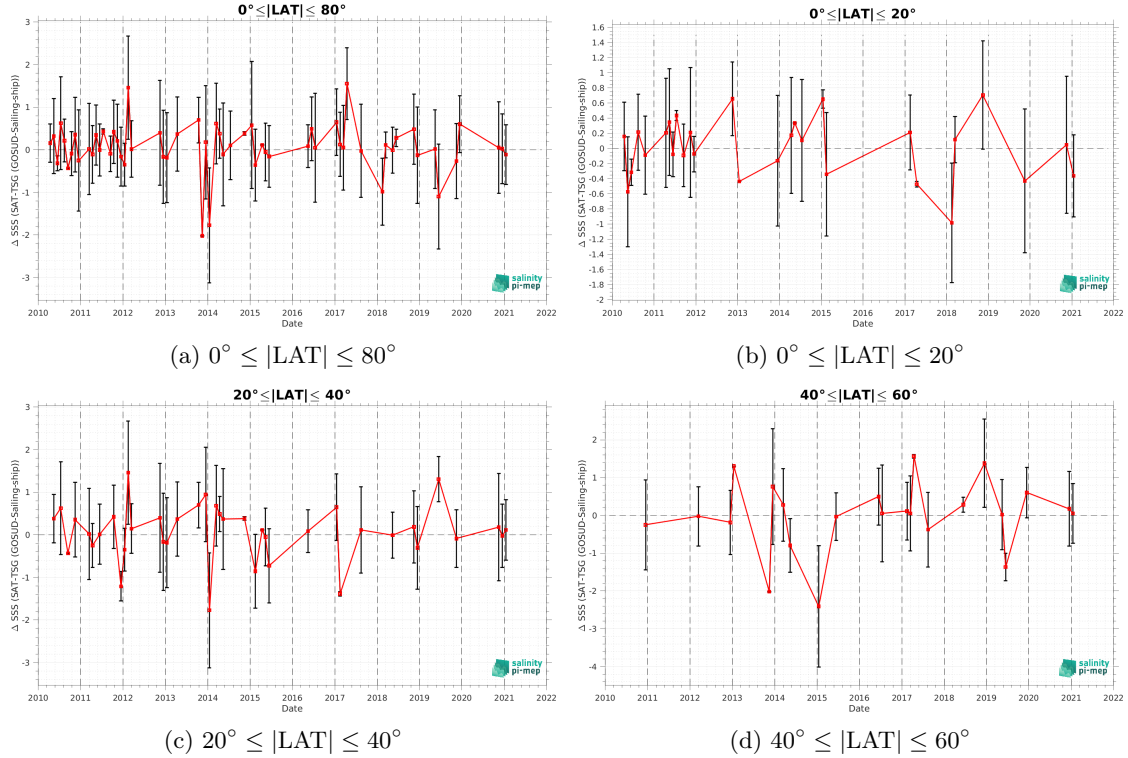 0°≤|LAT|≤ 80°
Δ SSS (SAT-TSG (GOSUD-Sailing-ship))
3
2
1
0
-1
-2
-3
2010 2011 2012 2013 2014 2015 2016 2017 2018 2019 2020 2021 2022
Date
salinity
pi-mep
(a) 0° ≤ |LAT| ≤ 80°
0°≤|LAT|≤ 20°
Δ SSS (SAT-TSG (GOSUD-Sailing-ship))
1.6
1.4
1.2
1
0.8
0.6
0.4
0.2
0
-0.2
-0.4
-0.6
-0.8
-1
-1.2
-1.4
-1.6
-1.8
-2
2010 2011 2012 2013 2014 2015 2016 2017 2018 2019 2020 2021 2022
Date
salinity
pi-mep
(b) 0° ≤ |LAT| ≤ 20°
20°≤|LAT|≤ 40°
Δ SSS (SAT-TSG (GOSUD-Sailing-ship))
3
2
1
0
-1
-2
-3
2010 2011 2012 2013 2014 2015 2016 2017 2018 2019 2020 2021 2022
Date
salinity
pi-mep
(c) 20° ≤ |LAT| ≤ 40°
40°≤|LAT|≤ 60°
Δ SSS (SAT-TSG (GOSUD-Sailing-ship))
2
1
0
-1
-2
-3
-4
2010 2011 2012 2013 2014 2015 2016 2017 2018 2019 2020 2021 2022
Date
salinity
pi-mep
(d) 40° ≤ |LAT| ≤ 60°